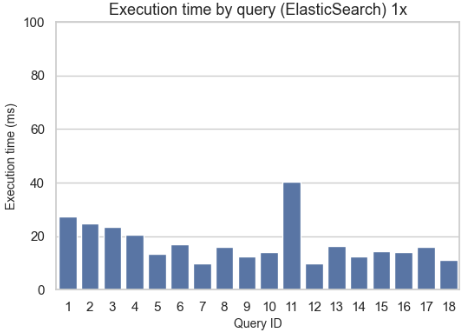 Execution time by query (ElasticSearch) 1x
100
80
60
40
20
0
Execution time (ms)
1 2 3 4 5 6 7 8 9 10 11 12 13 14 15 16 17 18
Query ID